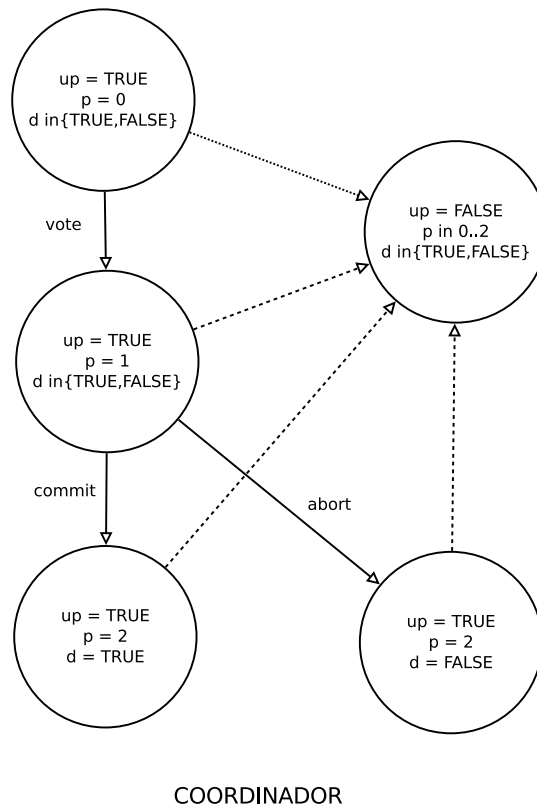 up = TRUE
p = 0
d in{TRUE,FALSE}
up = FALSE
p in 0..2
d in{TRUE,FALSE}
vote
up = TRUE
p = 1
d in{TRUE,FALSE}
commit
abort
up = TRUE
p = 2
d = TRUE
up = TRUE
p = 2
d = FALSE
COORDINADOR